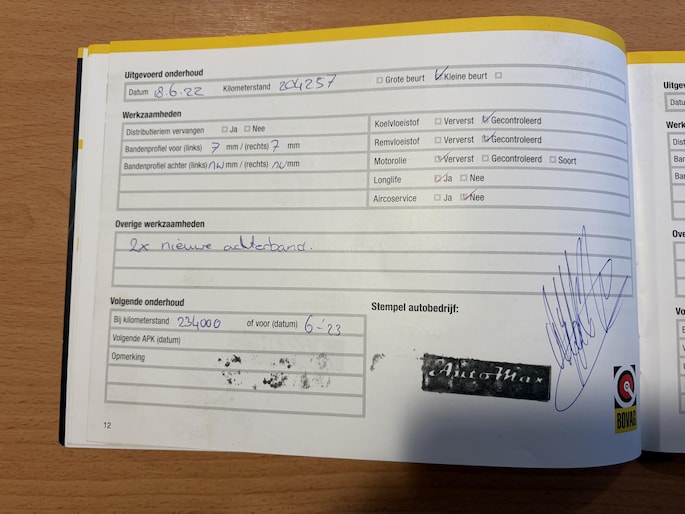 Uitgevoerd onderhoud
Datum 18.6.22 Kilometerstand 204257 Grote beurt Kleine beurt
Werkzaamheden
Distributieriem vervangen Ja Nee
Bandenprofiel voor (links) 7 mm / (rechts) 7 mm
Bandenprofiel achter (links) nw mm / (rechts) nw mm
Koelvloeistof Ververst Gecontroleerd
Remvloeistof Ververst Gecontroleerd
Motorolie Ververst Gecontroleerd Soort
Longlife Ja Nee
Aircoservice Ja Nee
Overige werkzaamheden
2x nieuwe achterband.
Volgende onderhoud
Bij kilometerstand 234000 of voor (datum) 6-'23
Volgende APK (datum)
Opmerking
Stempel autobedrijf:
AutoMax
BOVAG
12